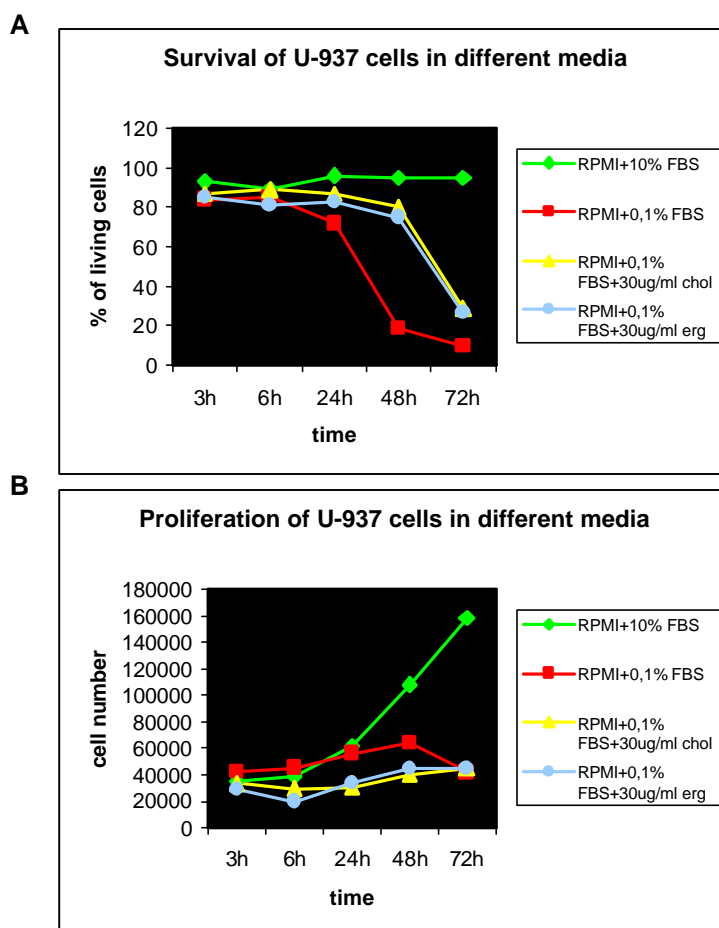 A
Survival of U-937 cells in different media
120
100
80
60
40
20
0
% of living cells
3h 6h 24h 48h 72h
time
RPMI+10% FBS
RPMI+0,1% FBS
RPMI+0,1%
FBS+30ug/ml chol
RPMI+0,1%
FBS+30ug/ml erg
B
Proliferation of U-937 cells in different media
180000
160000
140000
120000
100000
80000
60000
40000
20000
0
cell number
3h 6h 24h 48h 72h
time
RPMI+10% FBS
RPMI+0,1% FBS
RPMI+0,1%
FBS+30ug/ml chol
RPMI+0,1%
FBS+30ug/ml erg